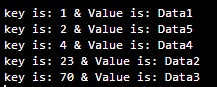 key is: 1 & Value is: Data1
key is: 2 & Value is: Data5
key is: 4 & Value is: Data4
key is: 23 & Value is: Data2
key is: 70 & Value is: Data3